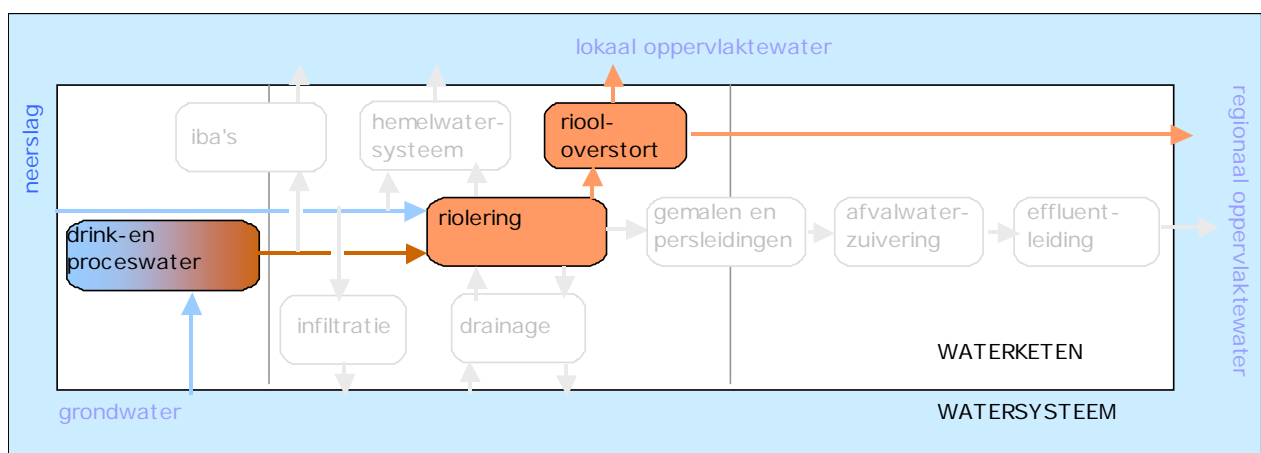 lokaal oppervlaktewater
neerslag
iba's
hemelwater-
systeem
riool-
overstort
regionaal oppervlaktewater
drink-en
proceswater
riolering
gemalen en
persleidingen
afvalwater-
zuivering
effluent-
leiding
infiltratie
drainage
WATERKETEN
grondwater
WATERSYSTEEM